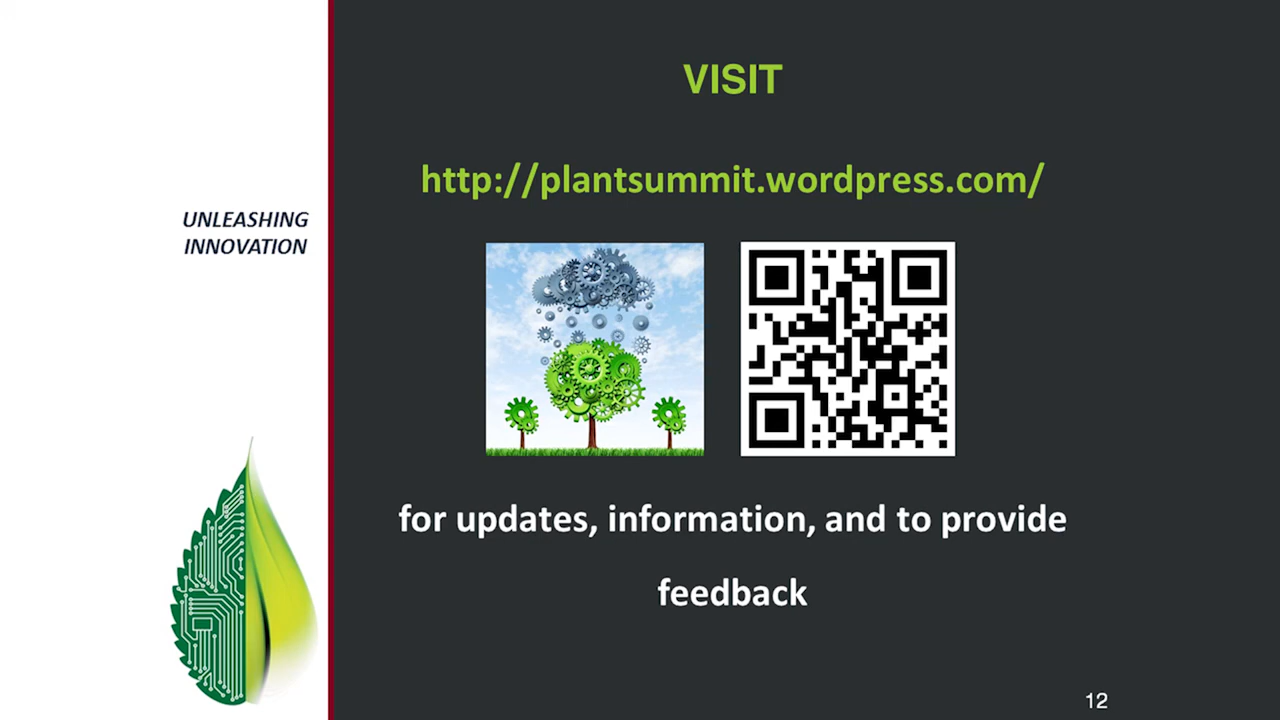 UNLEASHING
INNOVATION
VISIT
http://plantsummit.wordpress.com/
for updates, information, and to provide
feedback
12